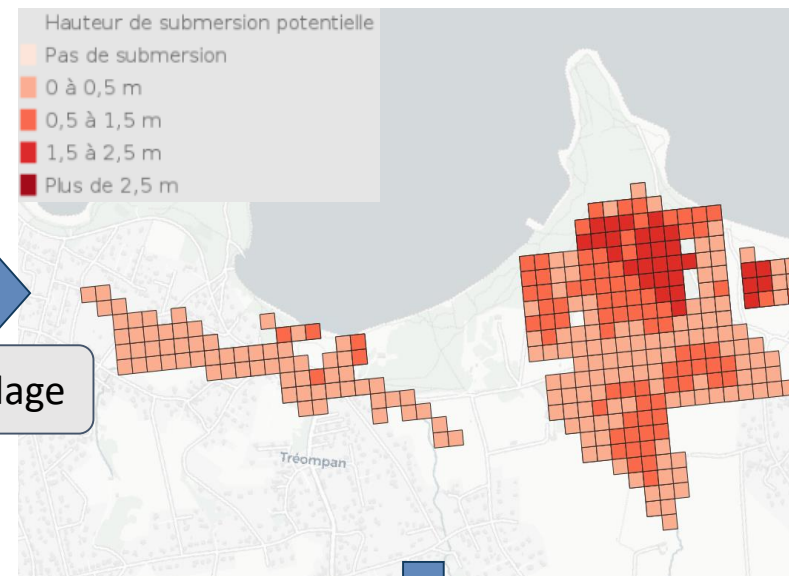 Hauteur de submersion potentielle
Pas de submersion
0 à 0,5 m
0,5 à 1,5 m
1,5 à 2,5 m
Plus de 2,5 m
lage
Tréompan